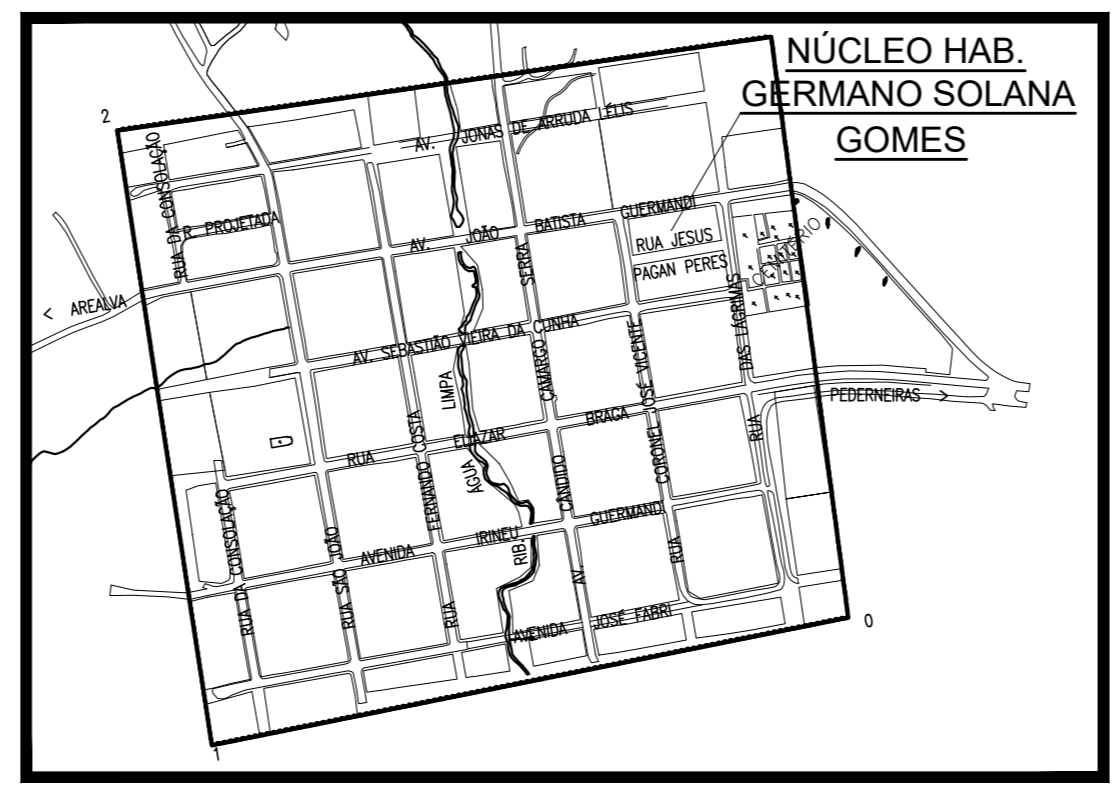 NÚCLEO HAB.
GERMANO SOLANA
GOMES
2
AV. JONAS DE ARRUDA LÉLIS
RUA DA CONSOLAÇÃO
R. PROJETADA
AV. JOÃO BATISTA GUERMANDI
RUA JESUS
PAGAN PERES
CEMITÉRIO
< AREALVA
AV. SEBASTIÃO VIEIRA DA CUNHA
PEDERNEIRAS >
RUA ELIAZAR BRAGA
AVENIDA IRINEU GUERMANDI
AVENIDA JOSÉ FABRI
RUA DA CONSOLAÇÃO
RUA SÃO JOÃO
RUA FERNANDO COSTA
RIB. ÁGUA LIMPA
AV. CÂNDIDO CAMARGO SERRA
RUA CORONEL JOSÉ VICENTE
RUA DAS LÁGRIMAS
0
1